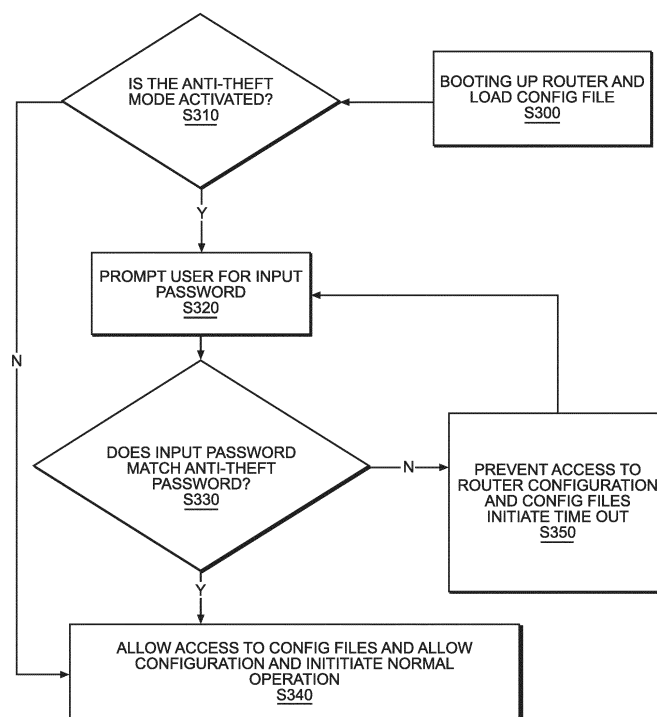 IS THE ANTI-THEFT
MODE ACTIVATED?
S310
BOOTING UP ROUTER AND
LOAD CONFIG FILE
S300
Y
PROMPT USER FOR INPUT
PASSWORD
S320
N
DOES INPUT PASSWORD
MATCH ANTI-THEFT
PASSWORD?
S330
N
PREVENT ACCESS TO
ROUTER CONFIGURATION
AND CONFIG FILES
INITIATE TIME OUT
S350
Y
ALLOW ACCESS TO CONFIG FILES AND ALLOW
CONFIGURATION AND INITITIATE NORMAL
OPERATION
S340